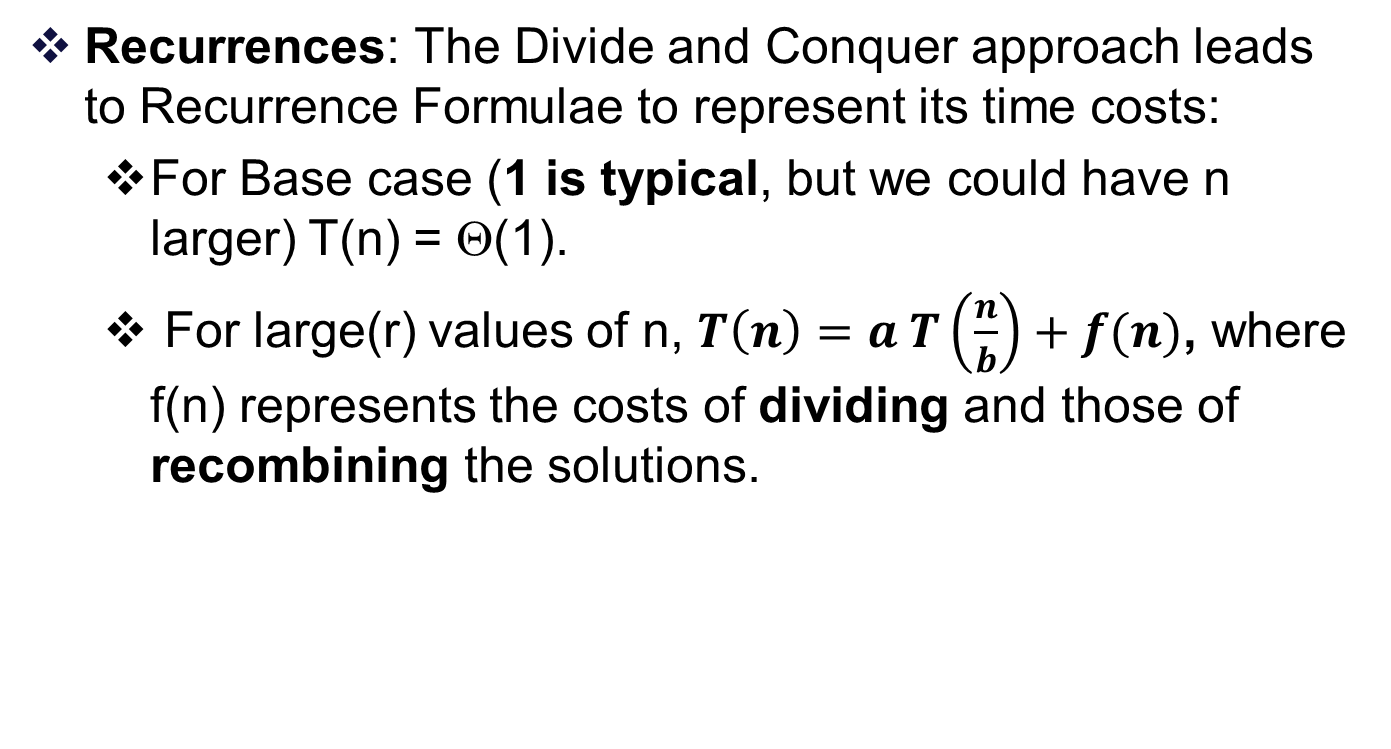 ❖ Recurrences: The Divide and Conquer approach leads
to Recurrence Formulae to represent its time costs:
❖For Base case (1 is typical, but we could have n
larger) T(n) = Θ(1).
❖ For large(r) values of n, T(n) = a T(n/b) + f(n), where
f(n) represents the costs of dividing and those of
recombining the solutions.